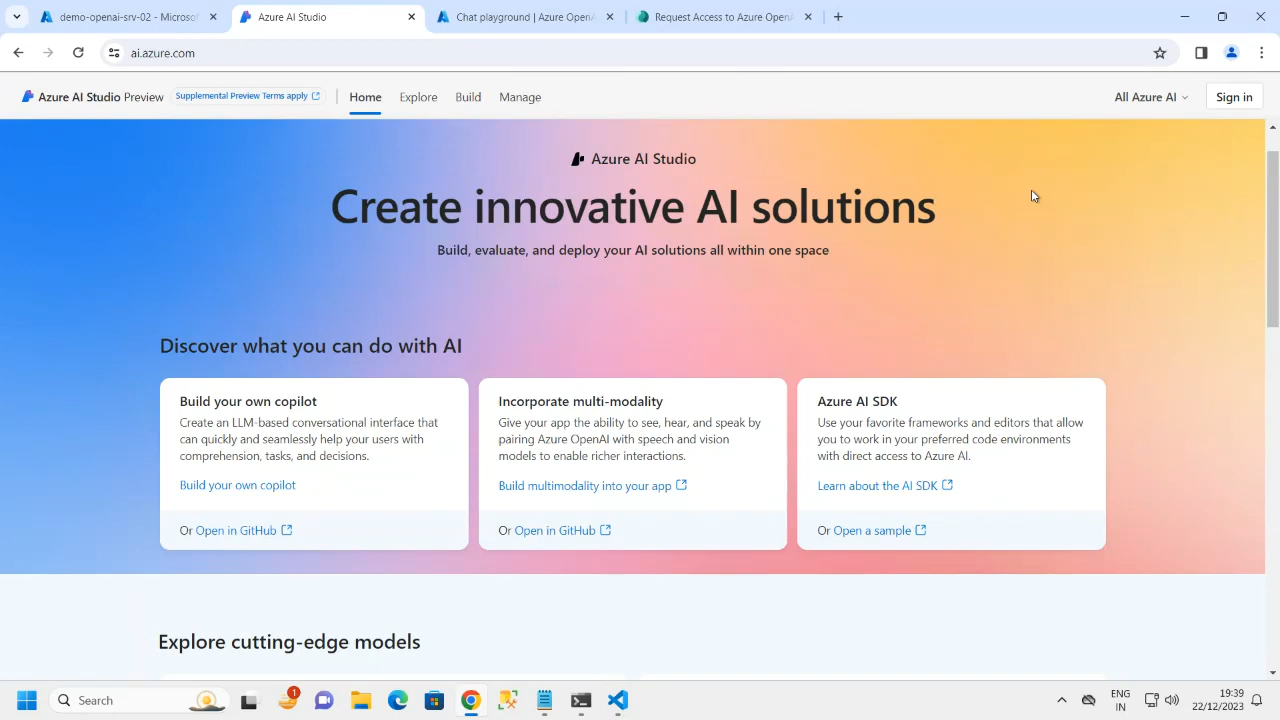 demo-openai-srv-02 - Microsof
Azure AI Studio
Chat playground | Azure OpenA
Request Access to Azure OpenA
ai.azure.com
Azure AI Studio Preview
Supplemental Preview Terms apply
Home
Explore
Build
Manage
All Azure AI
Sign in
Azure AI Studio
Create innovative AI solutions
Build, evaluate, and deploy your AI solutions all within one space
Discover what you can do with AI
Build your own copilot
Create an LLM-based conversational interface that
can quickly and seamlessly help your users with
comprehension, tasks, and decisions.
Build your own copilot
Or Open in GitHub
Incorporate multi-modality
Give your app the ability to see, hear, and speak by
pairing Azure OpenAI with speech and vision
models to enable richer interactions.
Build multimodality into your app
Or Open in GitHub
Azure AI SDK
Use your favorite frameworks and editors that allow
you to work in your preferred code environments
with direct access to Azure AI.
Learn about the AI SDK
Or Open a sample
Explore cutting-edge models
Search
1
ENG
IN
19:39
22/12/2023